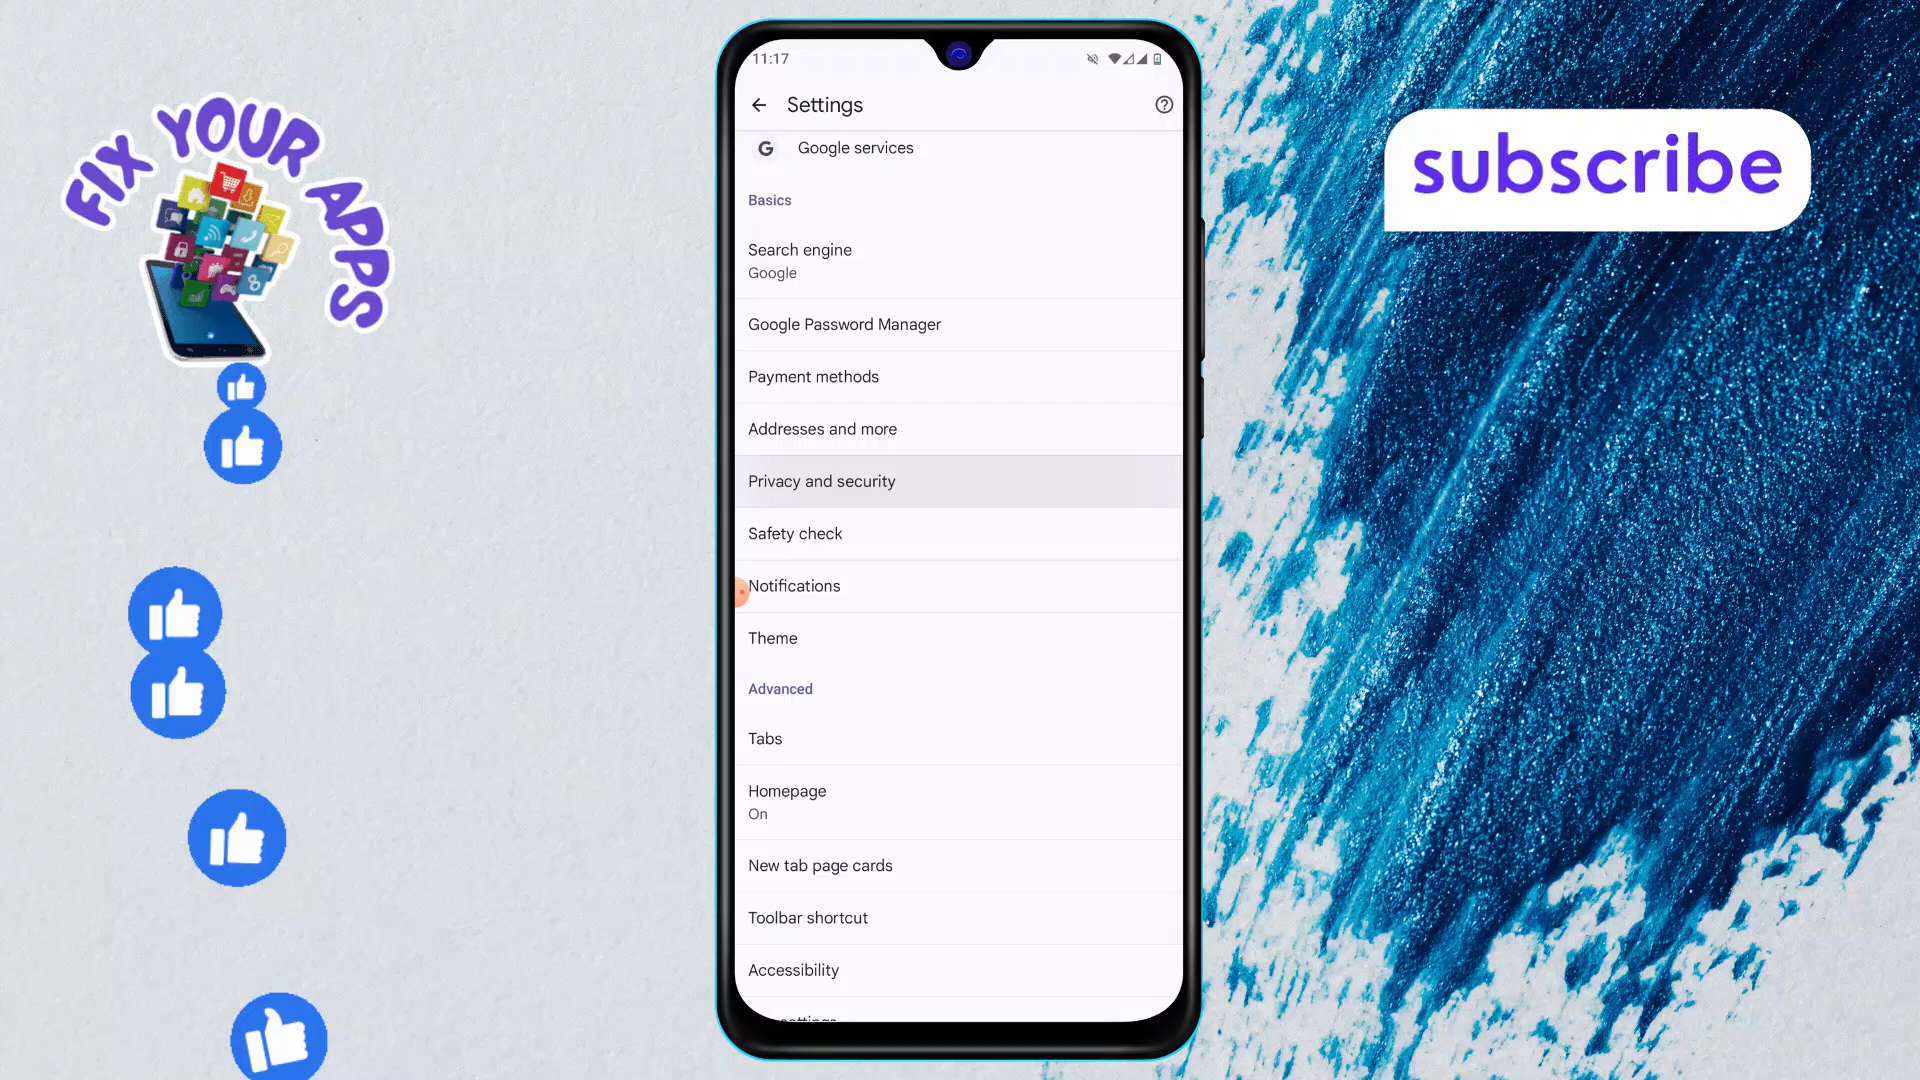 FIX YOUR APPS
subscribe
11:17
Settings
Google services
Basics
Search engine
Google
Google Password Manager
Payment methods
Addresses and more
Privacy and security
Safety check
Notifications
Theme
Advanced
Tabs
Homepage
On
New tab page cards
Toolbar shortcut
Accessibility
settings